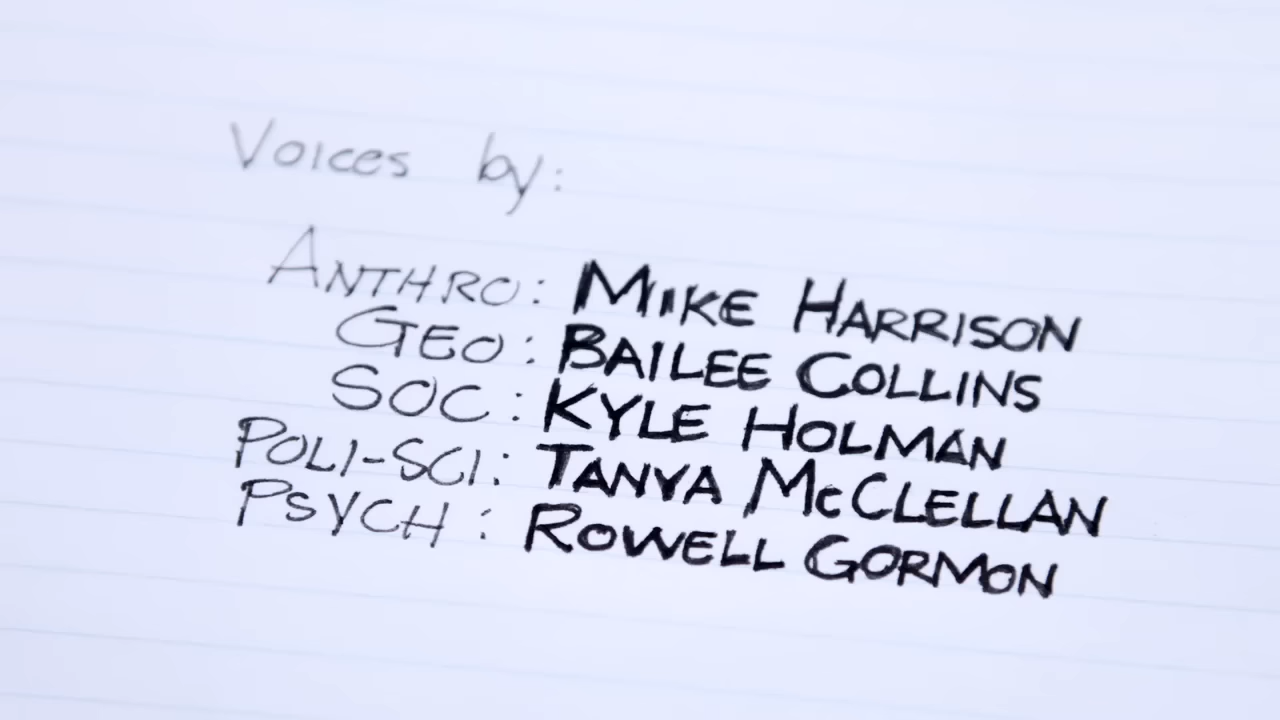 Voices by:
ANTHRO: MIKE HARRISON
GEO: BAILEE COLLINS
SOC: KYLE HOLMAN
POLI-SCI: TANYA McCLELLAN
PSYCH: ROWELL GORMON